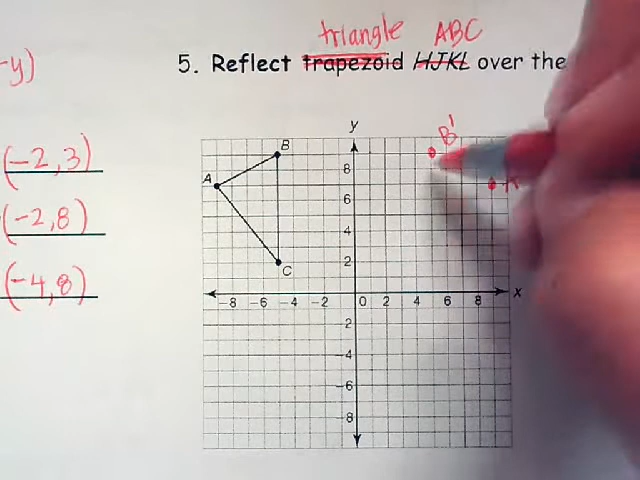 triangle ABC
-y)
5. Reflect trapezoid HJKL over the
(-2,3)
(-2,8)
(-4,8)
y
B'
B
8
A
A'
6
4
2
C
-8 -6 -4 -2 0 2 4 6 8 x
-2
-4
-6
-8